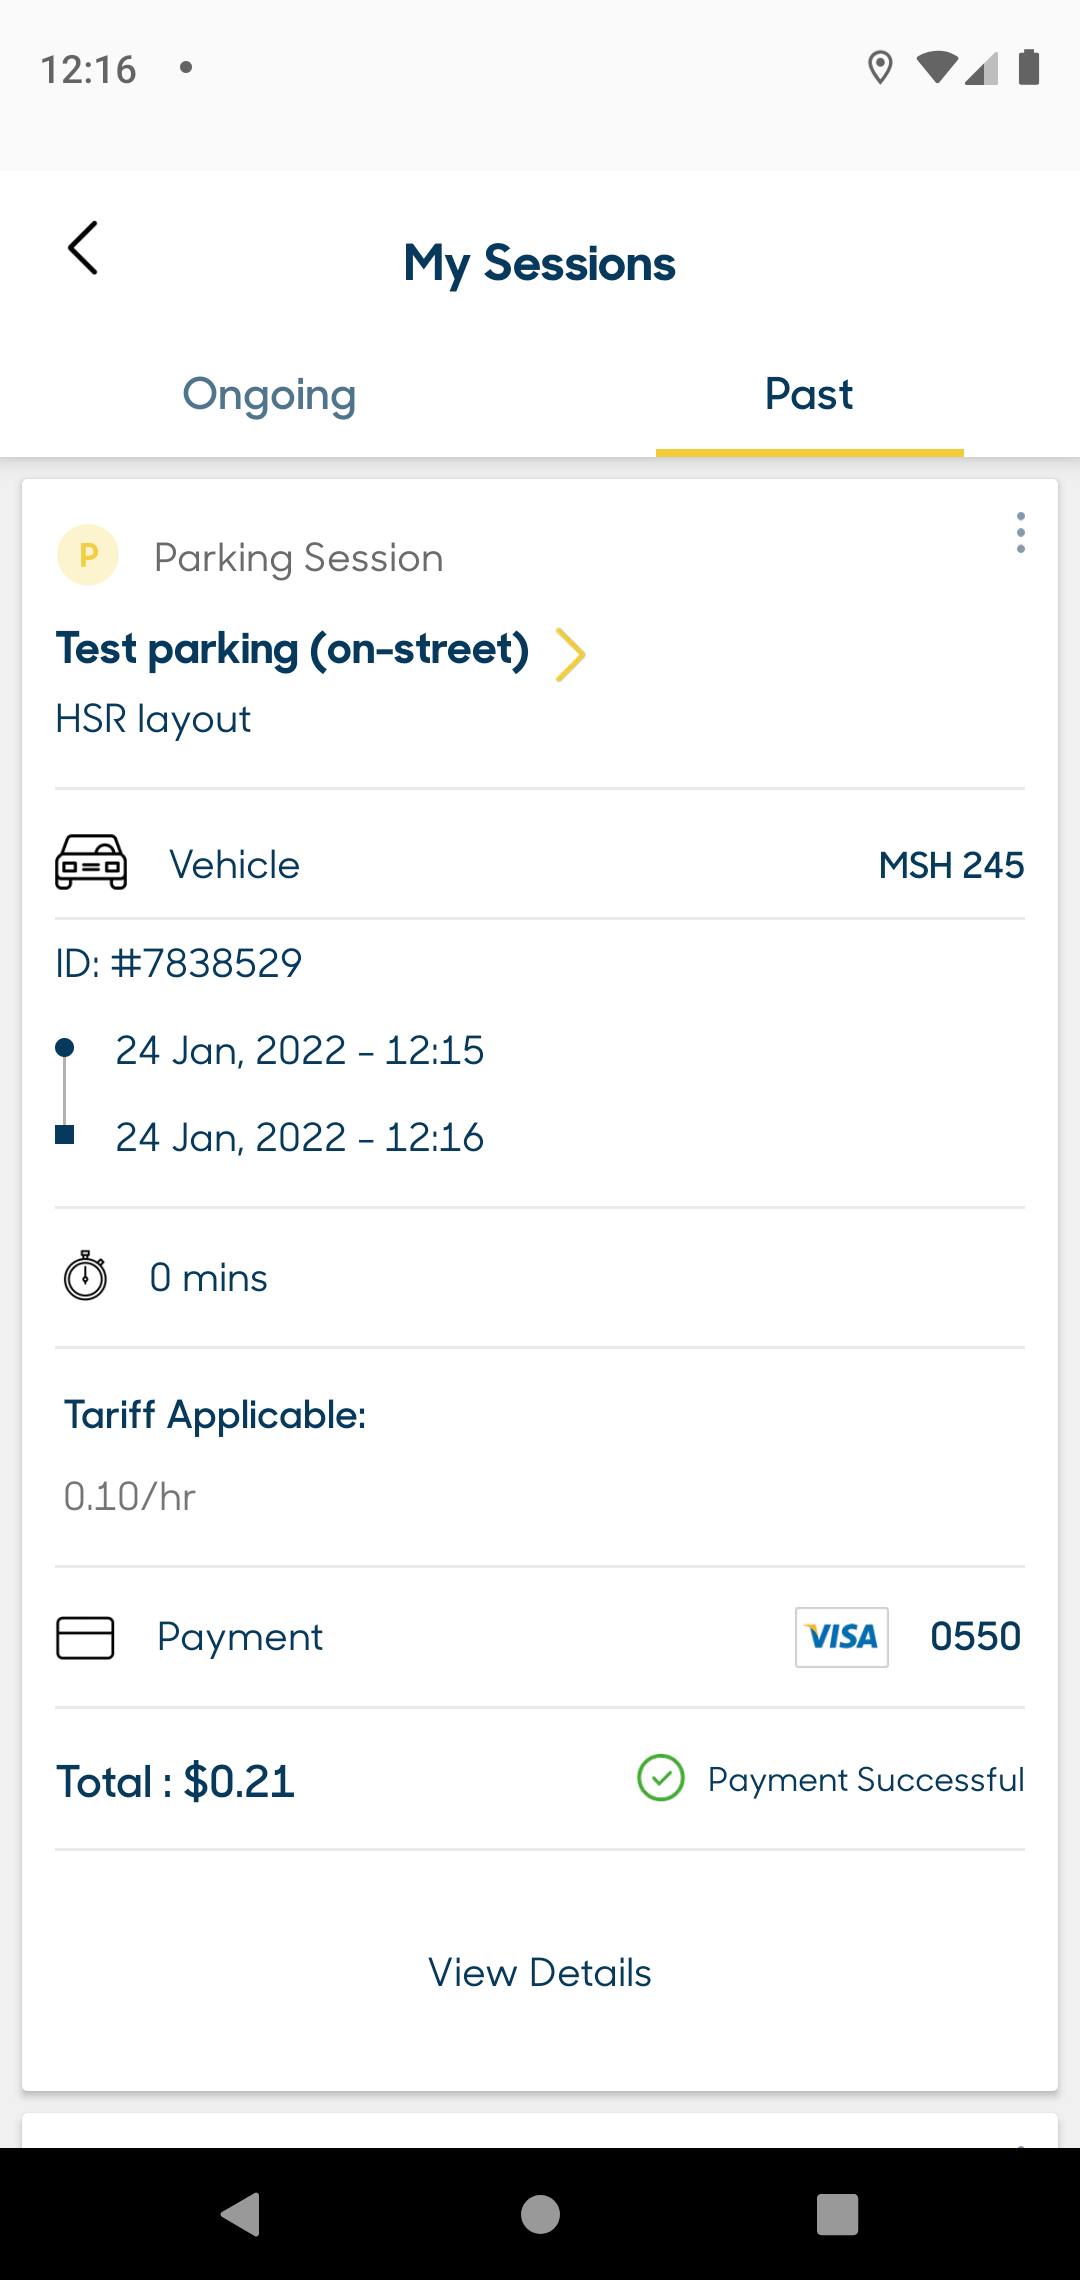 12:16
My Sessions
Ongoing
Past
P
Parking Session
Test parking (on-street)
HSR layout
Vehicle
MSH 245
ID: #7838529
24 Jan, 2022 - 12:15
24 Jan, 2022 - 12:16
0 mins
Tariff Applicable:
0.10/hr
Payment
VISA
0550
Total : $0.21
Payment Successful
View Details